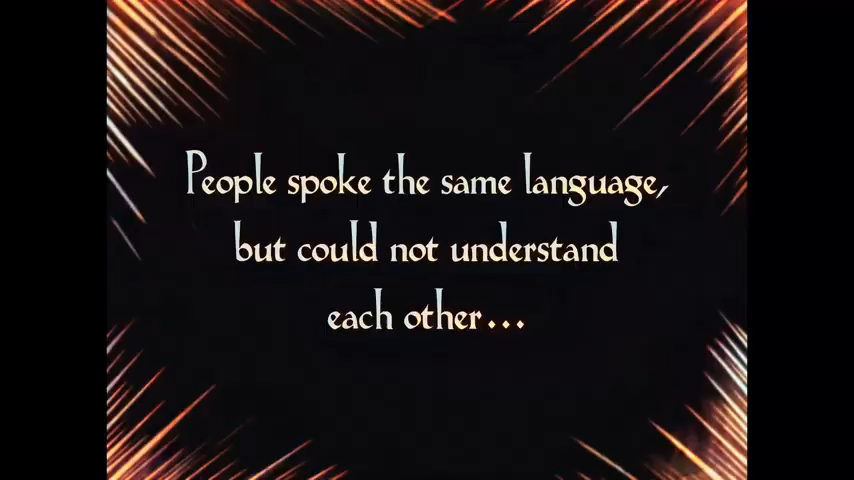 People spoke the same language,
but could not understand
each other...